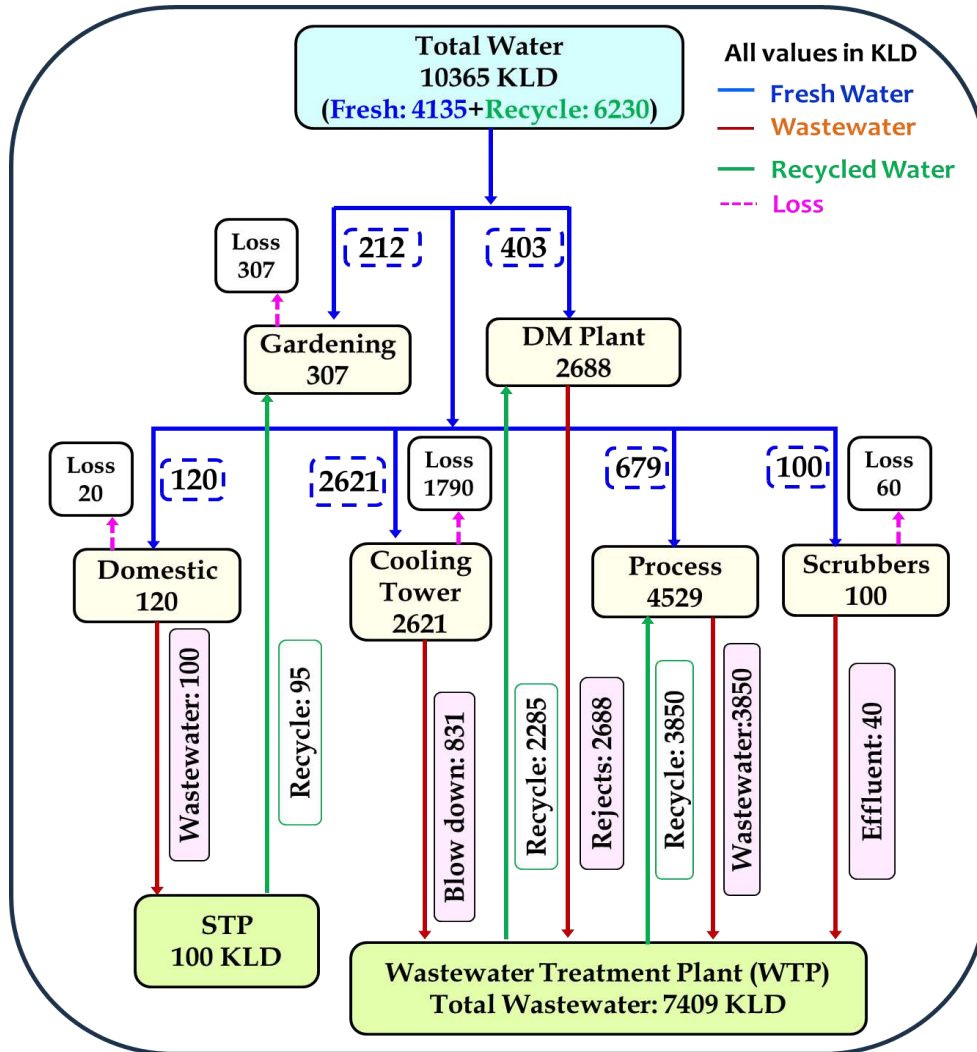 Total Water
10365 KLD
(Fresh: 4135+Recycle: 6230)
All values in KLD
Fresh Water
Wastewater
Recycled Water
Loss
Loss
307
212
403
Gardening
307
DM Plant
2688
Loss
20
120
2621
Loss
1790
679
100
Loss
60
Domestic
120
Cooling
Tower
2621
Process
4529
Scrubbers
100
Wastewater: 100
Recycle: 95
Blow down: 831
Recycle: 2285
Rejects: 2688
Recycle: 3850
Wastewater:3850
Effluent: 40
STP
100 KLD
Wastewater Treatment Plant (WTP)
Total Wastewater: 7409 KLD